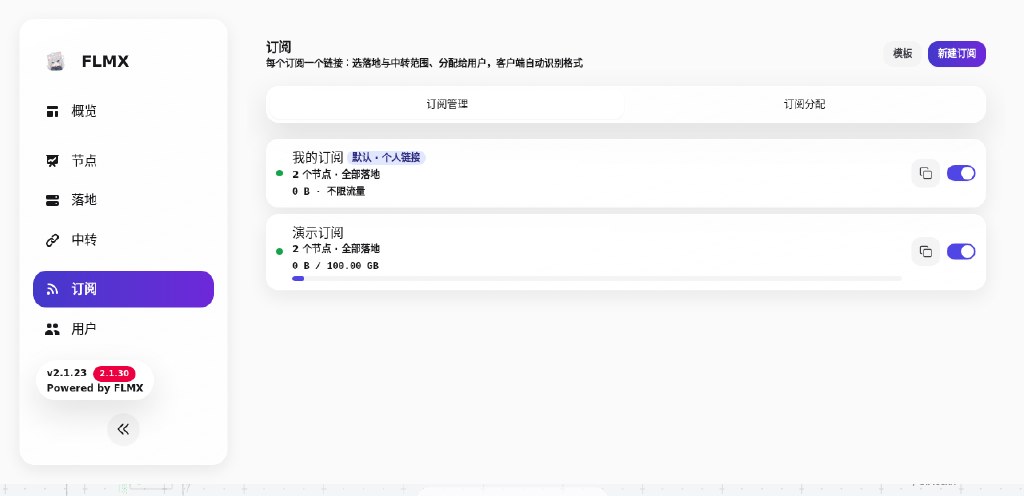 FLMX
概览
节点
落地
中转
订阅
用户
v2.1.23 2.1.30
Powered by FLMX
订阅
每个订阅一个链接：选落地与中转范围、分配给用户，客户端自动识别格式
模板
新建订阅
订阅管理
订阅分配
我的订阅 默认·个人链接
2 个节点·全部落地
0 B · 不限流量
演示订阅
2 个节点·全部落地
0 B / 100.00 GB